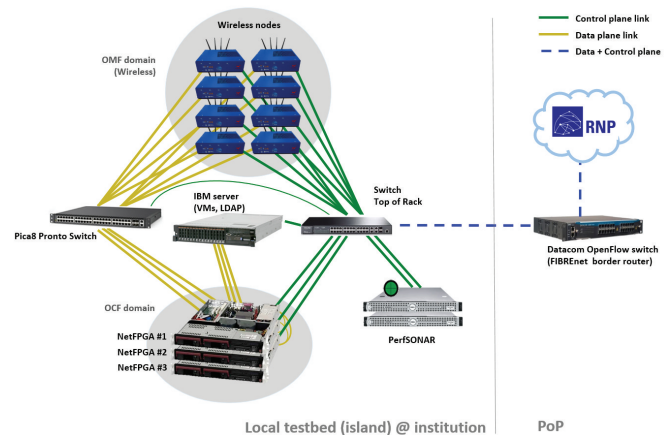 Wireless nodes
OMF domain
(Wireless)
Control plane link
Data plane link
Data + Control plane
RNP
IBM server
(VMs, LDAP)
Switch
Top of Rack
Pica8 Pronto Switch
Datacom OpenFlow switch
(FIBREnet border router)
OCF domain
NetFPGA #1
NetFPGA #2
NetFPGA #3
PerfSONAR
Local testbed (island) @ institution
PoP